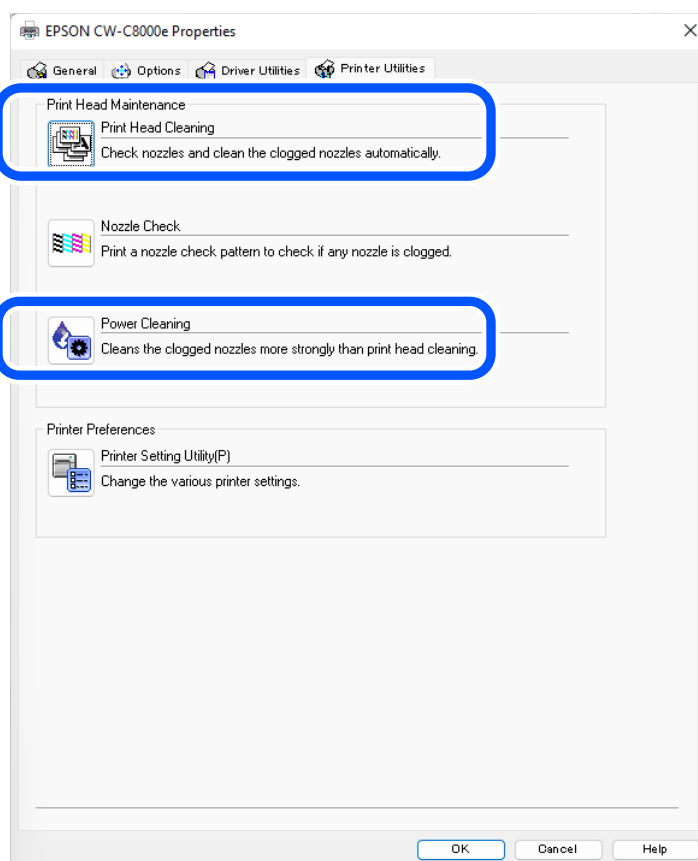 EPSON CW-C8000e Properties
General Options Driver Utilities Printer Utilities
Print Head Maintenance
Print Head Cleaning
Check nozzles and clean the clogged nozzles automatically.
Nozzle Check
Print a nozzle check pattern to check if any nozzle is clogged.
Power Cleaning
Cleans the clogged nozzles more strongly than print head cleaning.
Printer Preferences
Printer Setting Utility(P)
Change the various printer settings.
OK Cancel Help